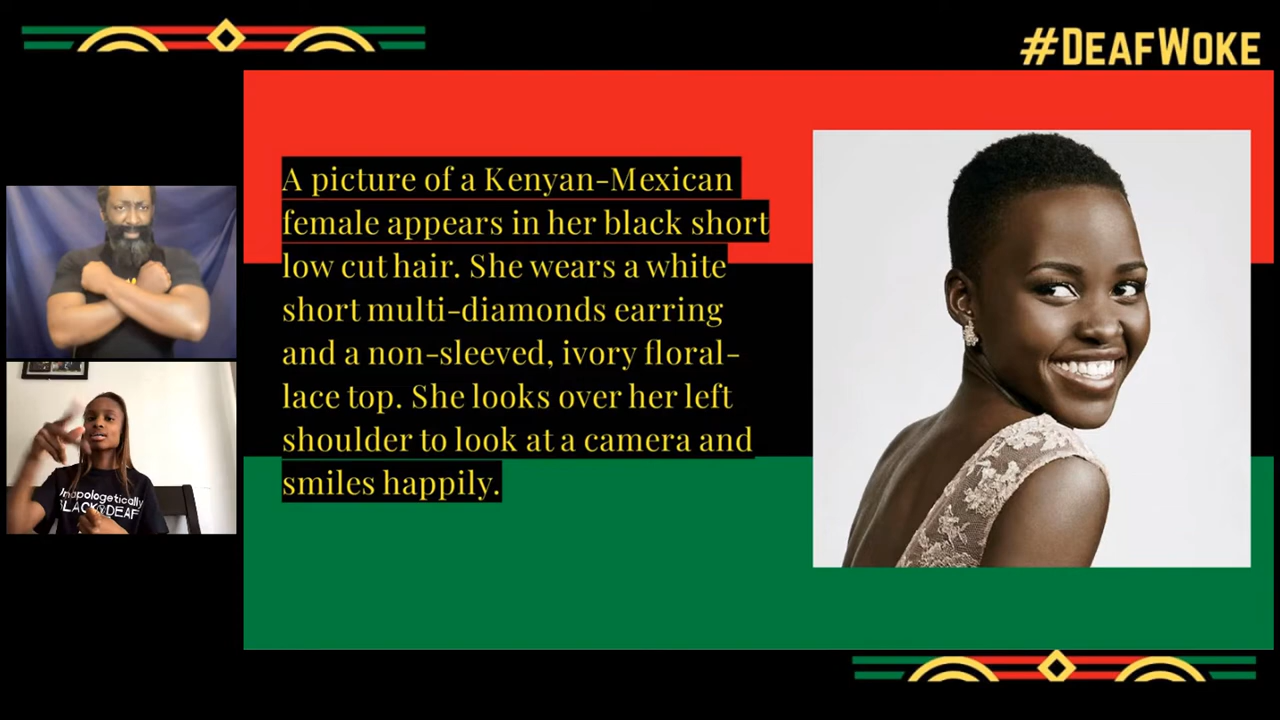 #DEAFWOKE
A picture of a Kenyan-Mexican
female appears in her black short
low cut hair. She wears a white
short multi-diamonds earring
and a non-sleeved, ivory floral-
lace top. She looks over her left
shoulder to look at a camera and
smiles happily.
Unapologetically
BLACK DEAF